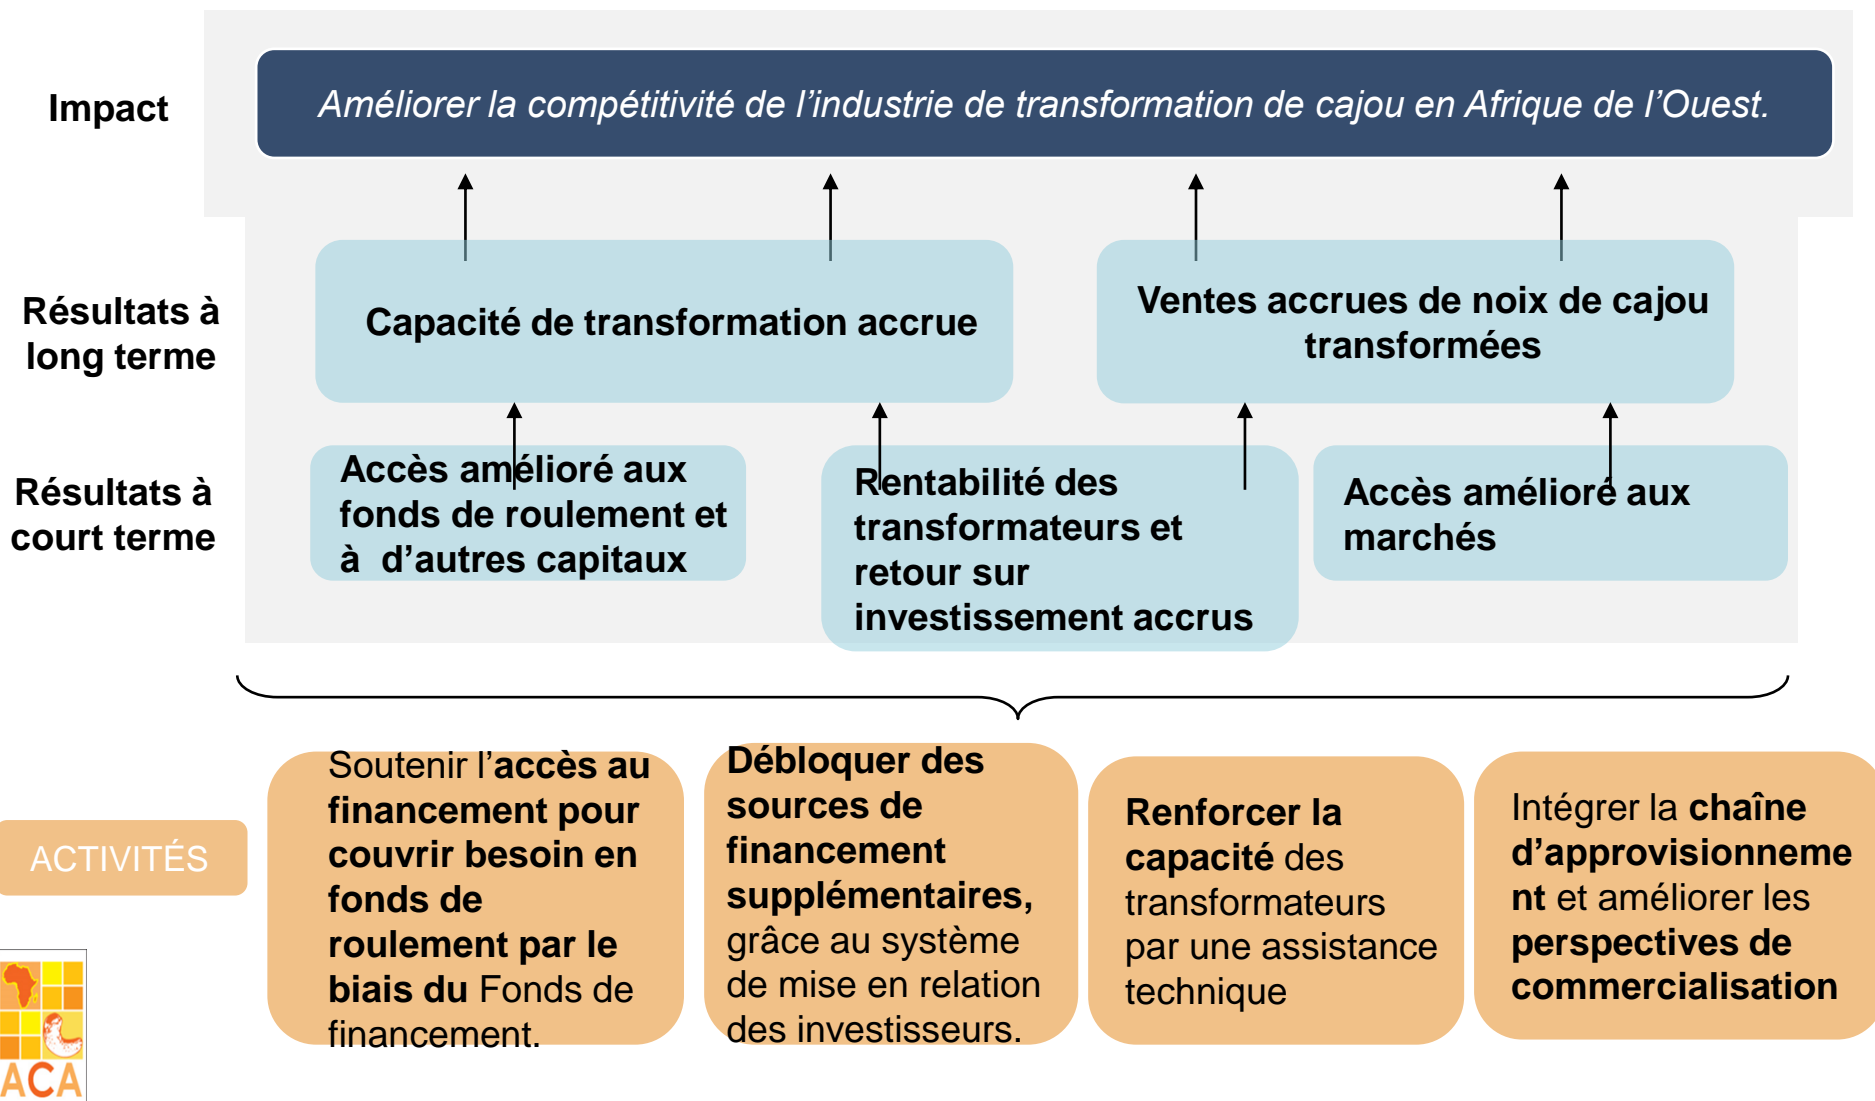 Impact
Améliorer la compétitivité de l’industrie de transformation de cajou en Afrique de l’Ouest.
Résultats à
long terme
Capacité de transformation accrue
Ventes accrues de noix de cajou
transformées
Résultats à
court terme
Accès amélioré aux
fonds de roulement et
à d’autres capitaux
Rentabilité des
transformateurs et
retour sur
investissement accrus
Accès amélioré aux
marchés
ACTIVITÉS
Soutenir l’accès au
financement pour
couvrir besoin en
fonds de
roulement par le
biais du Fonds de
financement.
Débloquer des
sources de
financement
supplémentaires,
grâce au système
de mise en relation
des investisseurs.
Renforcer la
capacité des
transformateurs
par une assistance
technique
Intégrer la chaîne
d’approvisionneme
nt et améliorer les
perspectives de
commercialisation
ACA